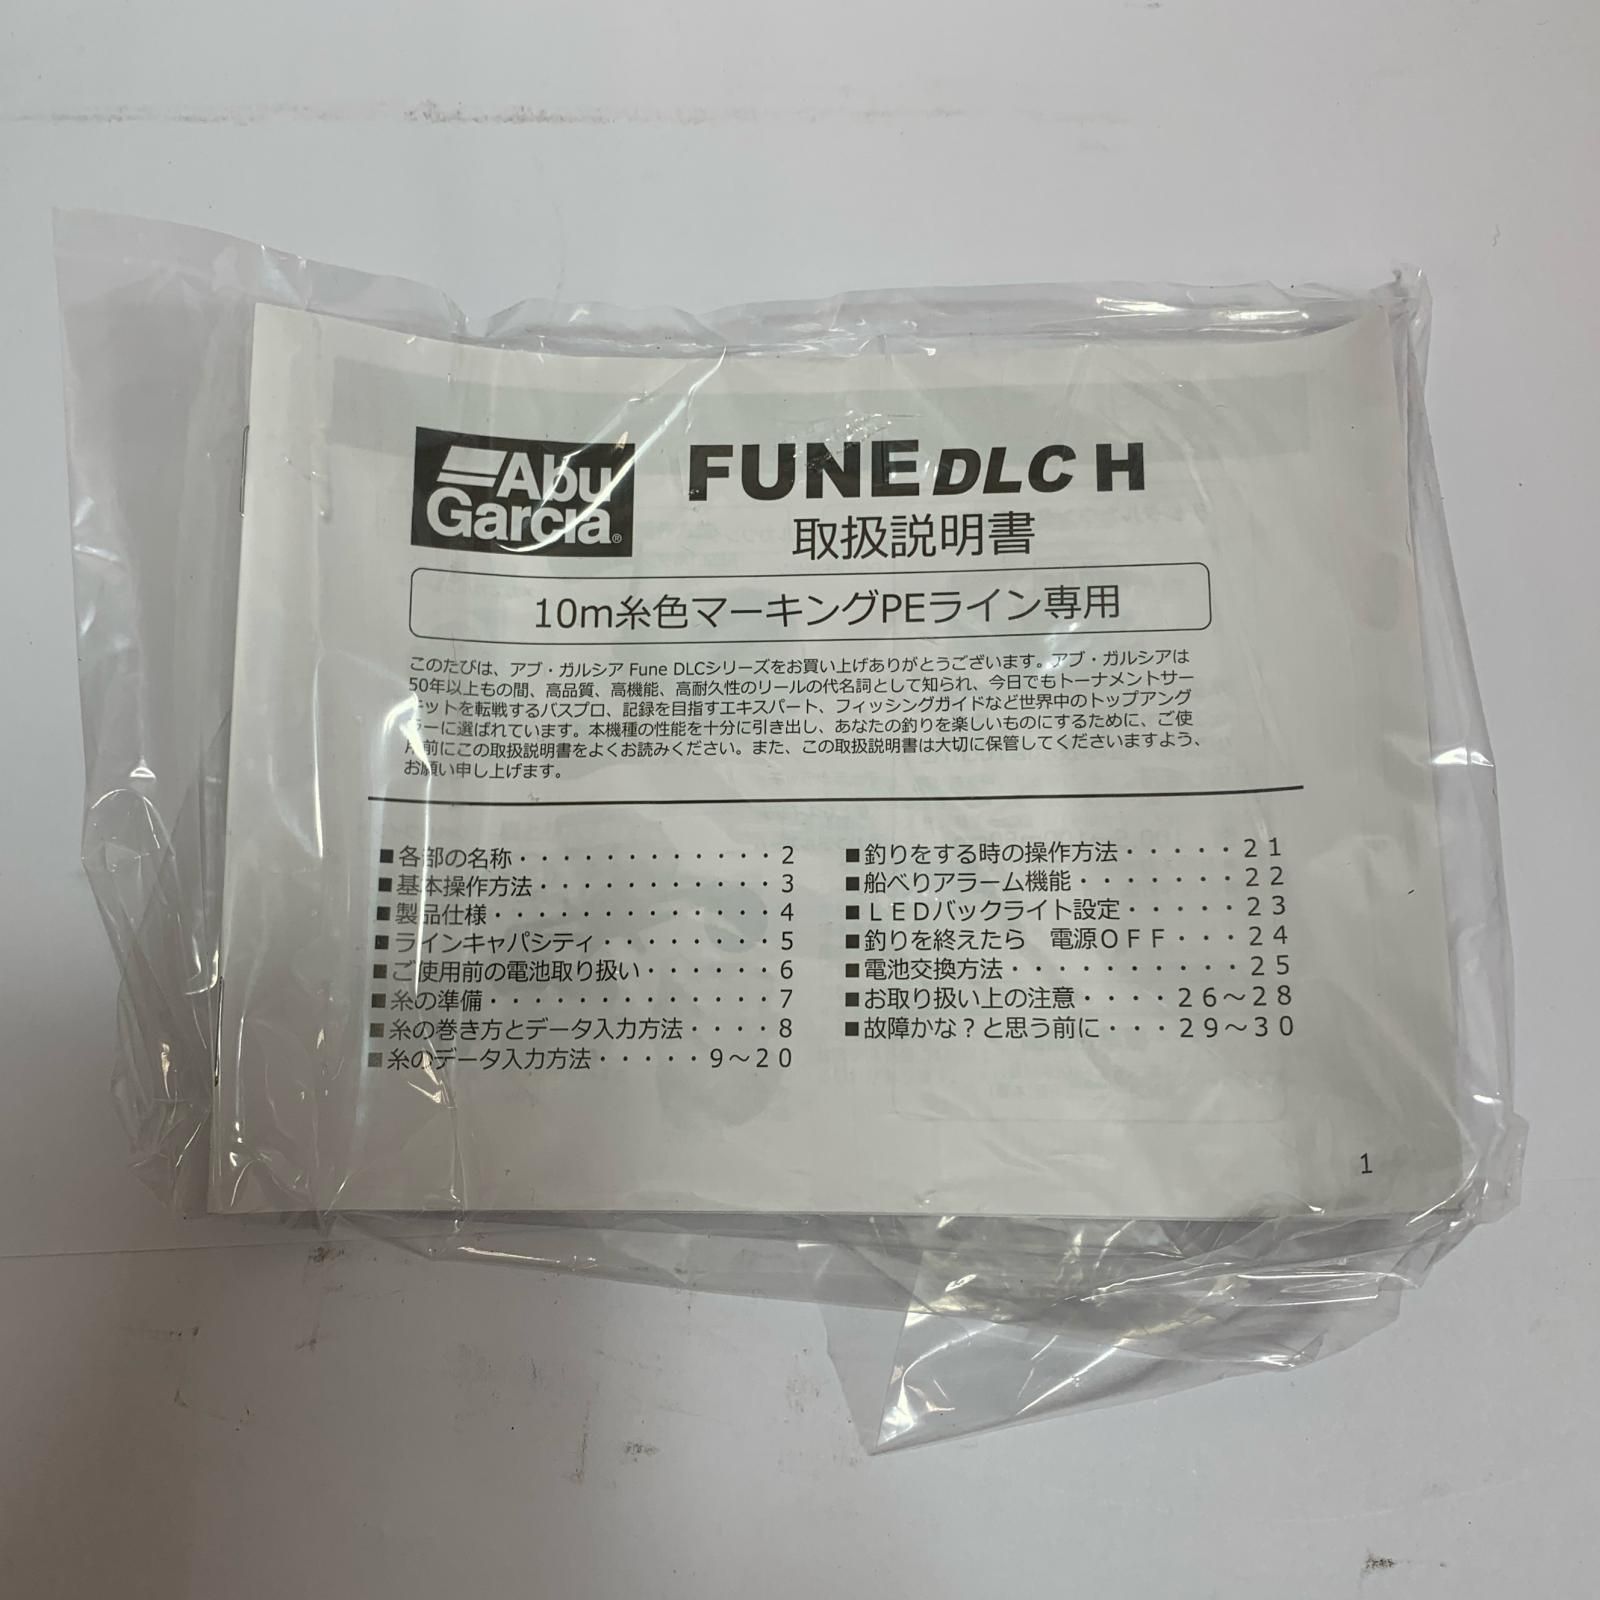 Abu
Garcia®
FUNE DLC H
取扱説明書
10m糸色マーキングPEライン専用
このたびは、アブ・ガルシア Fune DLCシリーズをお買い上げありがとうございます。アブ・ガルシアは
50年以上もの間、高品質、高機能、高耐久性のリールの代名詞として知られ、今日でもトーナメントサー
キットを転戦するバスプロ、記録を目指すエキスパート、フィッシングガイドなど世界中のトップアング
ラーに選ばれています。本機種の性能を十分に引き出し、あなたの釣りを楽しいものにするために、ご使
用前にこの取扱説明書をよくお読みください。また、この取扱説明書は大切に保管してくださいますよう、
お願い申し上げます。
■各部の名称・・・・・・・・・・・・2
■基本操作方法・・・・・・・・・・・3
■製品仕様・・・・・・・・・・・・・4
■ラインキャパシティ・・・・・・・・5
■ご使用前の電池取り扱い・・・・・・6
■糸の準備・・・・・・・・・・・・・7
■糸の巻き方とデータ入力方法・・・・8
■糸のデータ入力方法・・・・・9～20
■釣りをする時の操作方法・・・・・21
■船べりアラーム機能・・・・・・・22
■ＬＥＤバックライト設定・・・・・23
■釣りを終えたら　電源ＯＦＦ・・・24
■電池交換方法・・・・・・・・・・25
■お取り扱い上の注意・・・・26～28
■故障かな？と思う前に・・・29～30
1